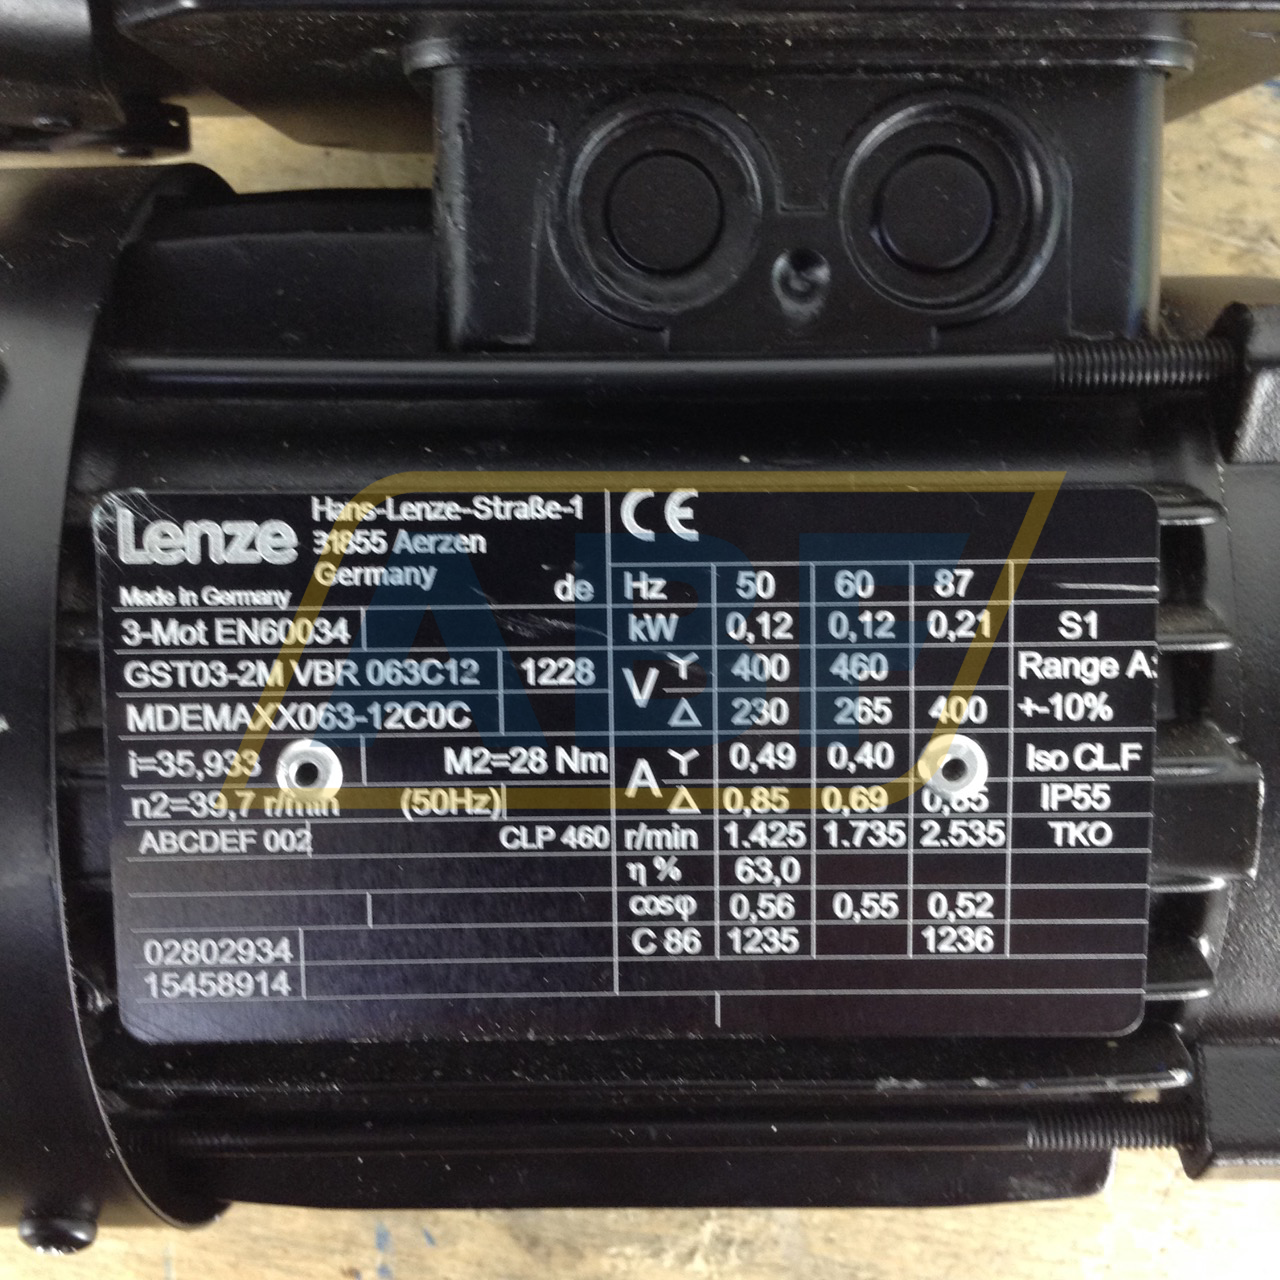 Lenze
Hans-Lenze-Straße-1
31855 Aerzen
Germany
de
Made in Germany
3-Mot EN60034
GST03-2M VBR 063C12 1228
MDEMAXX063-12C0C
i=35,933 M2=28 Nm
n2=39,7 r/min (50Hz)
ABCDEF 002 CLP 460
02802934
15458914
CE
Hz 50 60 87
kW 0,12 0,12 0,21 S1
V Y 400 460 Range A:
Δ 230 265 400 +-10%
A Y 0,49 0,40 Iso CL.F
Δ 0,85 0,69 0,85 IP55
r/min 1.425 1.735 2.535 TKO
η % 63,0
cosφ 0,56 0,55 0,52
C 86 1235 1236
ABF